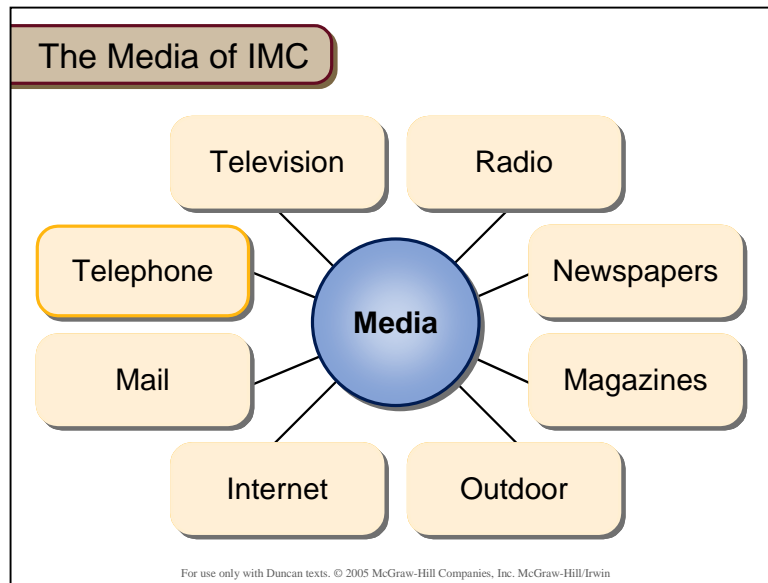 The Media of IMC
Television
Radio
Telephone
Newspapers
Media
Mail
Magazines
Internet
Outdoor
For use only with Duncan texts. © 2005 McGraw-Hill Companies, Inc. McGraw-Hill/Irwin